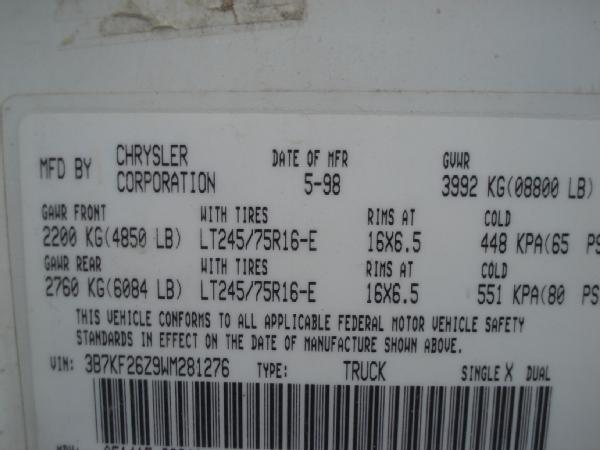 MFD BY CHRYSLER CORPORATION DATE OF MFR 5-98 GVWR 3992 KG(08800 LB)
GAWR FRONT WITH TIRES RIMS AT COLD
2200 KG(4850 LB) LT245/75R16-E 16X6.5 448 KPA(65 PS
GAWR REAR WITH TIRES RIMS AT COLD
2760 KG(6084 LB) LT245/75R16-E 16X6.5 551 KPA(80 PS
THIS VEHICLE CONFORMS TO ALL APPLICABLE FEDERAL MOTOR VEHICLE SAFETY
STANDARDS IN EFFECT ON THE DATE OF MANUFACTURE SHOWN ABOVE.
VIN: 3B7KF26Z9WM281276 TYPE: TRUCK SINGLE X DUAL